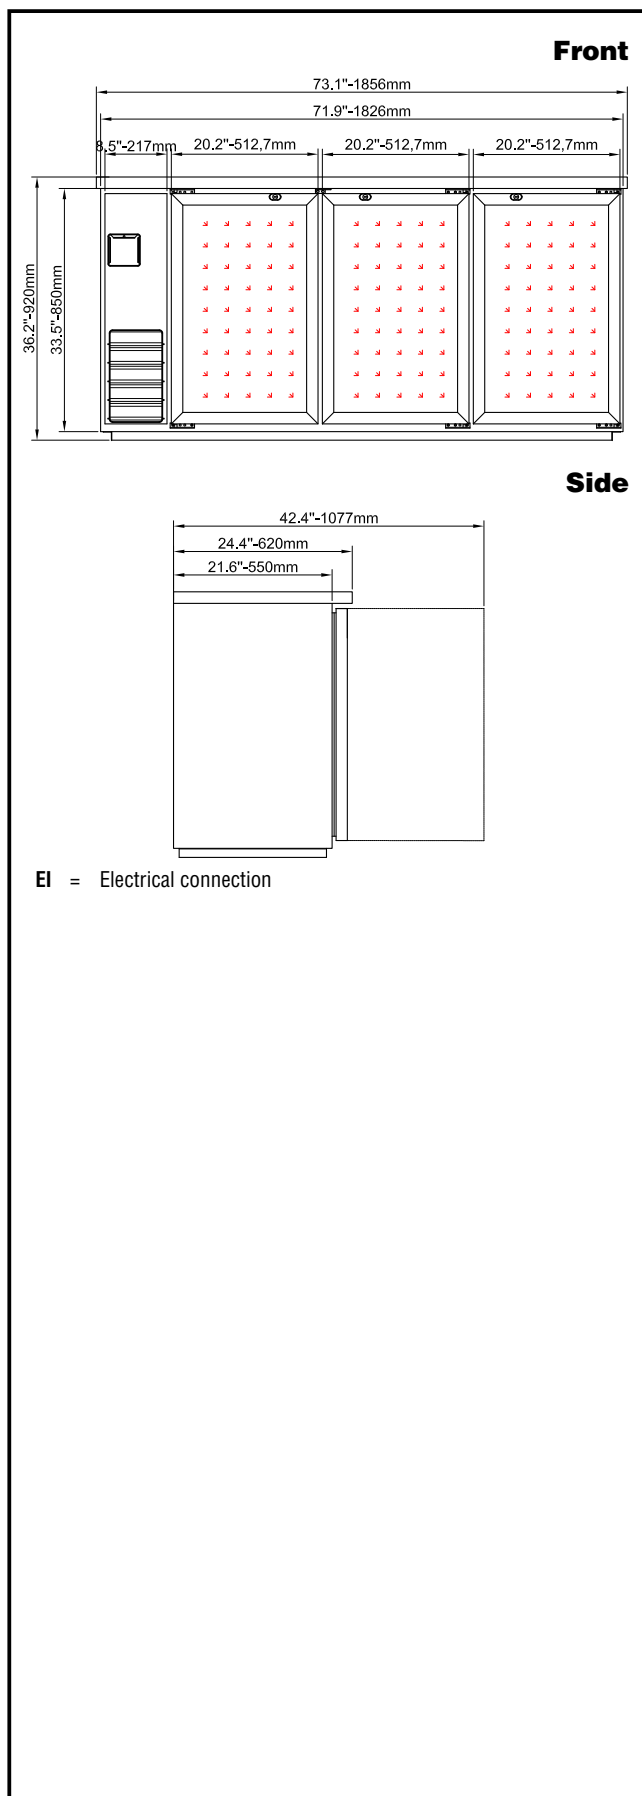 Front
73.1"-1856mm
71.9"-1826mm
8.5"-217mm 20.2"-512,7mm 20.2"-512,7mm 20.2"-512,7mm
36.2"-920mm
33.5"-850mm
Side
42.4"-1077mm
24.4"-620mm
21.6"-550mm
EI = Electrical connection